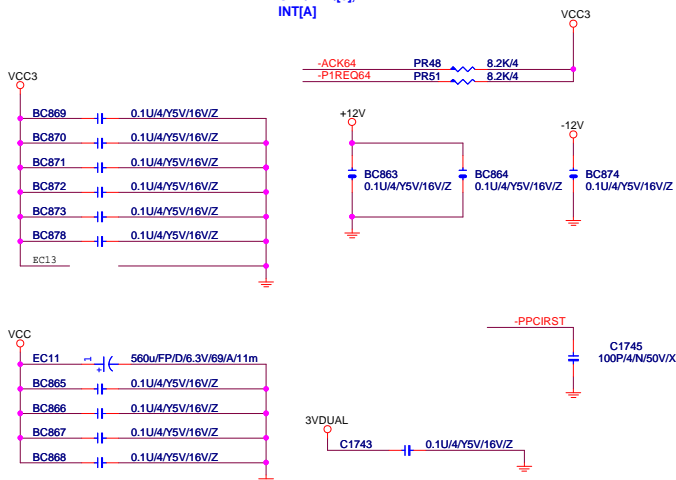 INT[A]
VCC3
-ACK64 PR48 8.2K/4
-P1REQ64 PR51 8.2K/4
VCC3
BC869 0.1U/4/Y5V/16V/Z
BC870 0.1U/4/Y5V/16V/Z
BC871 0.1U/4/Y5V/16V/Z
BC872 0.1U/4/Y5V/16V/Z
BC873 0.1U/4/Y5V/16V/Z
BC878 0.1U/4/Y5V/16V/Z
EC13
+12V
-12V
BC863
0.1U/4/Y5V/16V/Z
BC864
0.1U/4/Y5V/16V/Z
BC874
0.1U/4/Y5V/16V/Z
VCC
EC11 1 + 560u/FP/D/6.3V/69/A/11m
BC865 0.1U/4/Y5V/16V/Z
BC866 0.1U/4/Y5V/16V/Z
BC867 0.1U/4/Y5V/16V/Z
BC868 0.1U/4/Y5V/16V/Z
-PPCIRST
C1745
100P/4/N/50V/X
3VDUAL
C1743 0.1U/4/Y5V/16V/Z